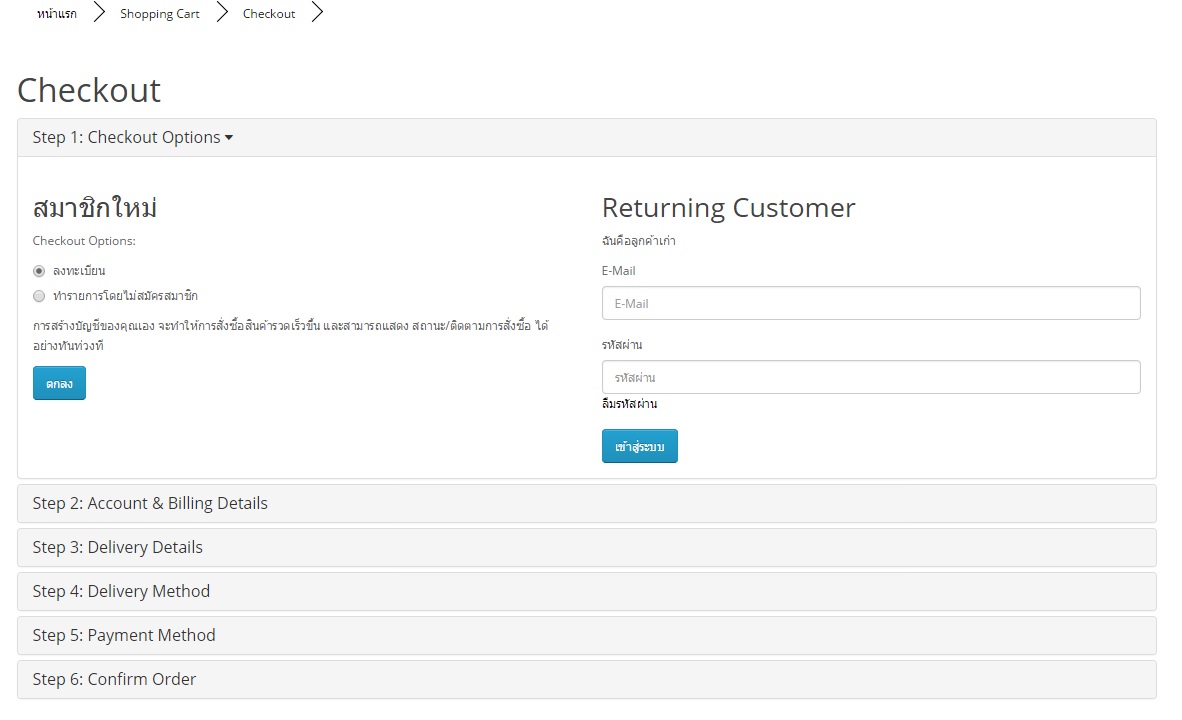 หน้าแรก Shopping Cart Checkout
Checkout
Step 1: Checkout Options
สมาชิกใหม่
Checkout Options:
ลงทะเบียน
ทำรายการโดยไม่สมัครสมาชิก
การสร้างบัญชีของคุณเอง จะทำให้การสั่งซื้อสินค้ารวดเร็วขึ้น และสามารถแสดง สถานะ/ติดตามการสั่งซื้อ ได้
อย่างทันท่วงที
ตกลง
Returning Customer
ฉันคือลูกค้าเก่า
E-Mail
E-Mail
รหัสผ่าน
รหัสผ่าน
ลืมรหัสผ่าน
เข้าสู่ระบบ
Step 2: Account & Billing Details
Step 3: Delivery Details
Step 4: Delivery Method
Step 5: Payment Method
Step 6: Confirm Order